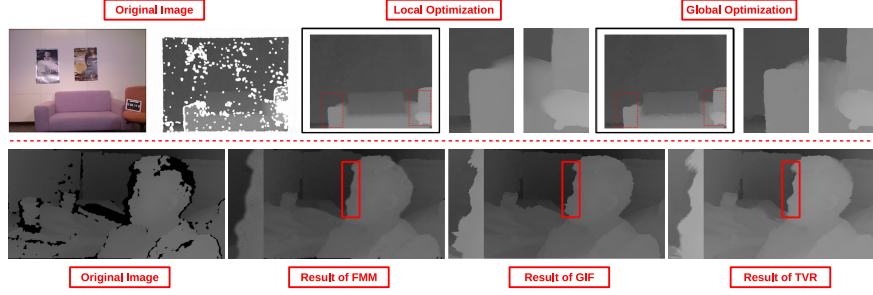 Original Image
Local Optimization
Global Optimization
Original Image
Result of FMM
Result of GIF
Result of TVR